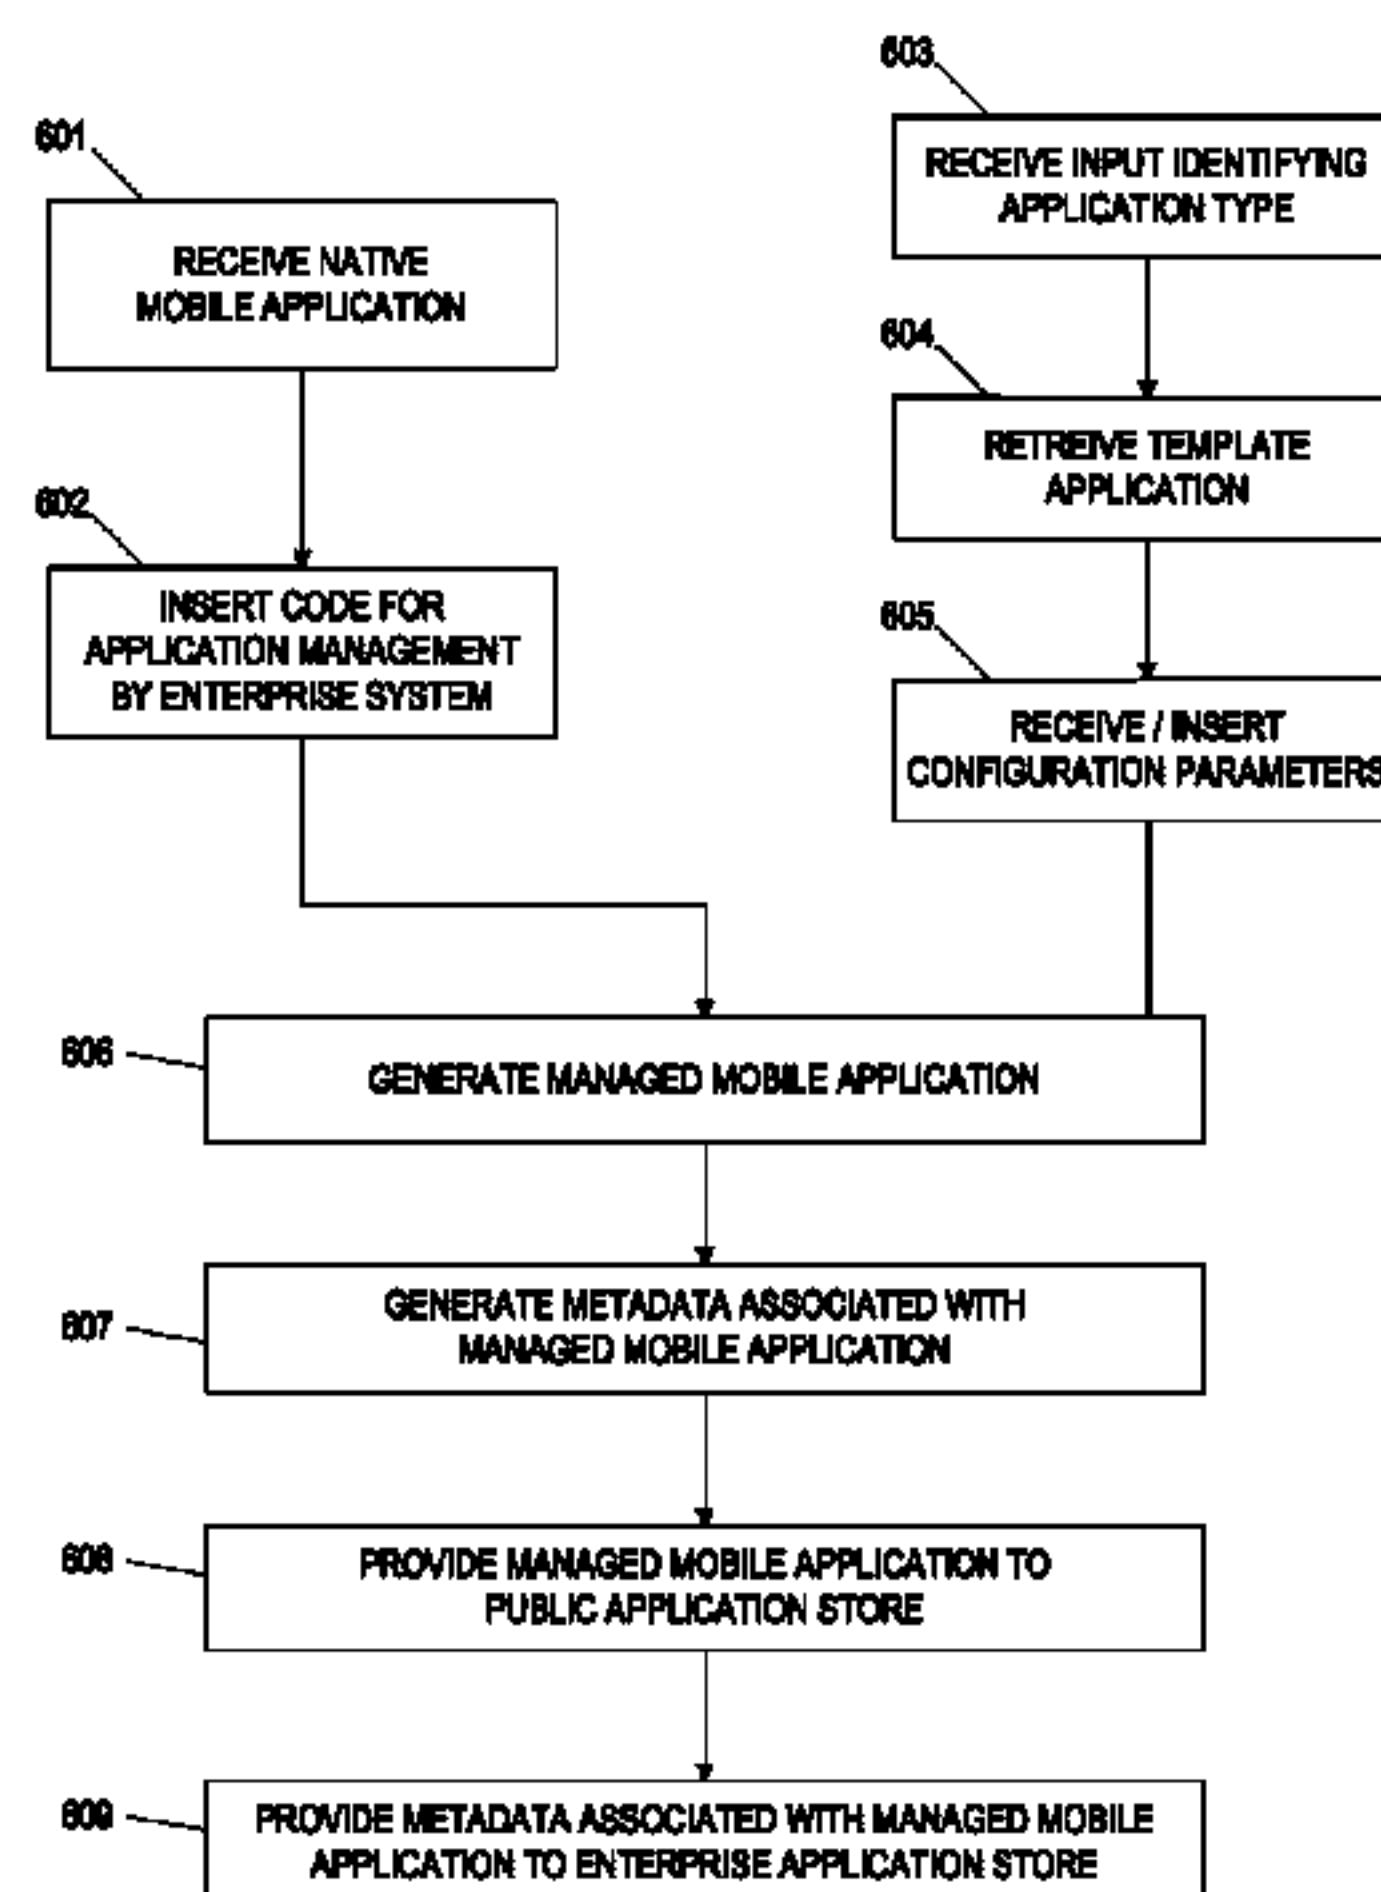 601
RECEIVE NATIVE
MOBILE APPLICATION
602
INSERT CODE FOR
APPLICATION MANAGEMENT
BY ENTERPRISE SYSTEM
603
RECEIVE INPUT IDENTIFYING
APPLICATION TYPE
604
RETREIVE TEMPLATE
APPLICATION
605
RECEIVE / INSERT
CONFIGURATION PARAMETERS
606
GENERATE MANAGED MOBILE APPLICATION
607
GENERATE METADATA ASSOCIATED WITH
MANAGED MOBILE APPLICATION
608
PROVIDE MANAGED MOBILE APPLICATION TO
PUBLIC APPLICATION STORE
609
PROVIDE METADATA ASSOCIATED WITH MANAGED MOBILE
APPLICATION TO ENTERPRISE APPLICATION STORE